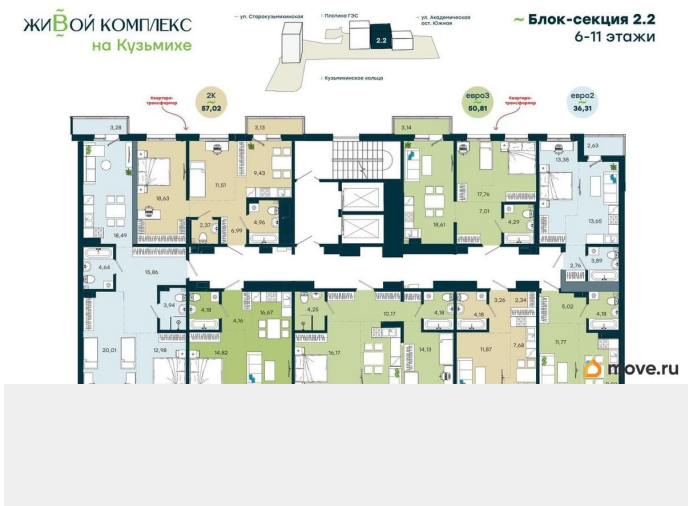 ЖИВОЙ КОМПЛЕКС
на Кузьмихе
ул. Старокузьмихинская
Плотина ГЭС
ул. Академическая
ост. Южная
2.2
Кузьмихинское кольцо
~ Блок-секция 2.2
6-11 этажи
Квартира-
трансформер
2К
57,02
евро3
50,81
Квартира-
трансформер
евро2
36,31
3,28
3,13
3,14
2,63
18,63
11,51
9,43
17,76
13,38
18,49
2,37
6,99
4,96
18,61
7,01
4,29
13,65
4,64
15,86
2,76
3,89
3,94
4,18
4,16
16,67
4,25
10,17
4,18
4,18
3,26
2,34
5,02
4,18
20,01
12,98
14,82
16,17
14,13
11,87
7,68
11,77
move.ru